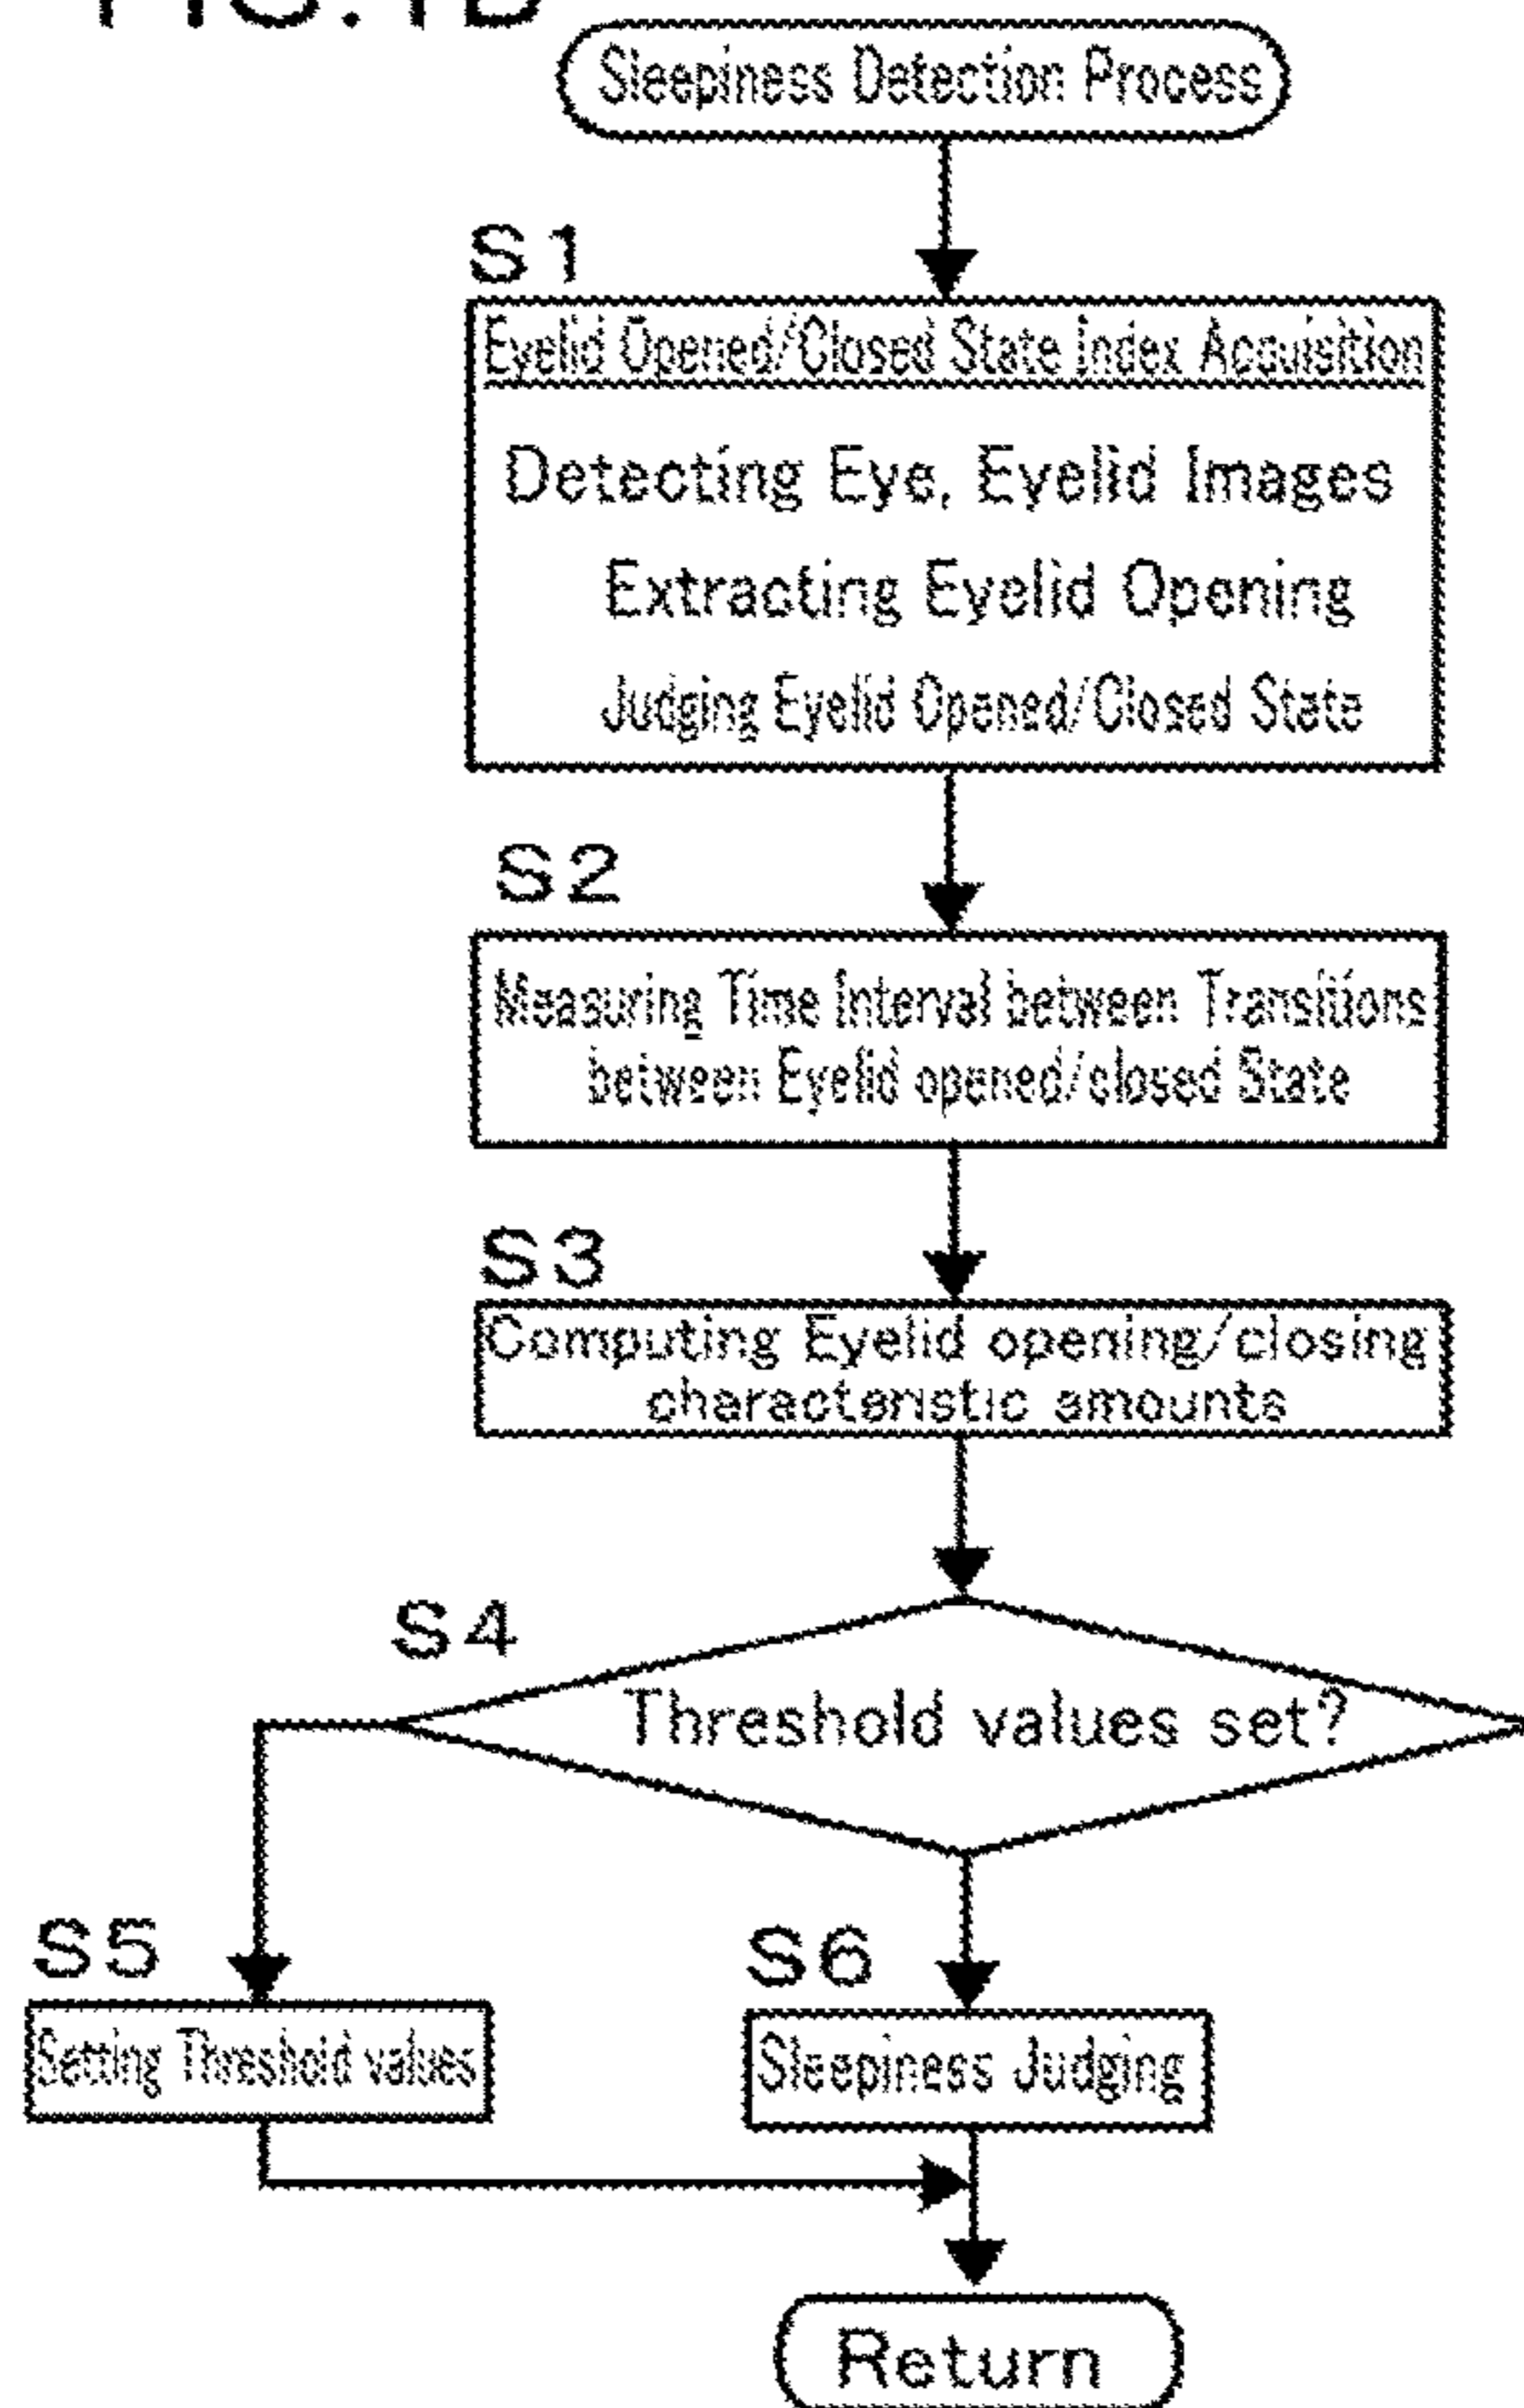 Sleepiness Detection Process
S1
Eyelid Opened/Closed State Index Acquisition
Detecting Eye, Eyelid Images
Extracting Eyelid Opening
Judging Eyelid Opened/Closed State
S2
Measuring Time Interval between Transitions
between Eyelid opened/closed State
S3
Computing Eyelid opening/closing
characteristic amounts
S4
Threshold values set?
S5
S6
Setting Threshold values
Sleepiness Judging
Return